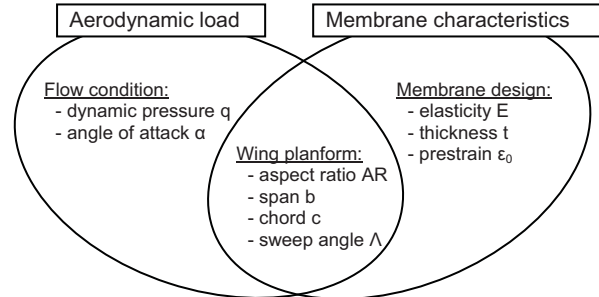 Aerodynamic load
Membrane characteristics
Flow condition:
- dynamic pressure q
- angle of attack α
Membrane design:
- elasticity E
- thickness t
- prestrain ε₀
Wing planform:
- aspect ratio AR
- span b
- chord c
- sweep angle Λ